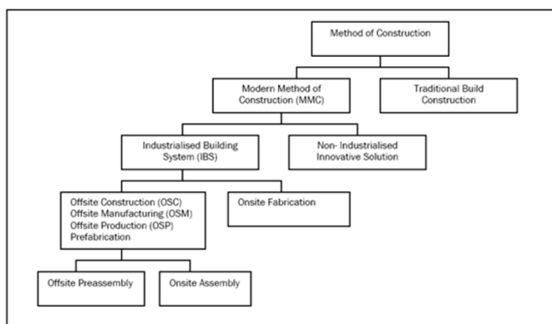 Method of Construction
Modern Method of
Construction (MMC)
Traditional Build
Construction
Industrialised Building
System (IBS)
Non- Industrialised
Innovative Solution
Offsite Construction (OSC)
Offsite Manufacturing (OSM)
Offsite Production (OSP)
Prefabrication
Onsite Fabrication
Offsite Preassembly
Onsite Assembly